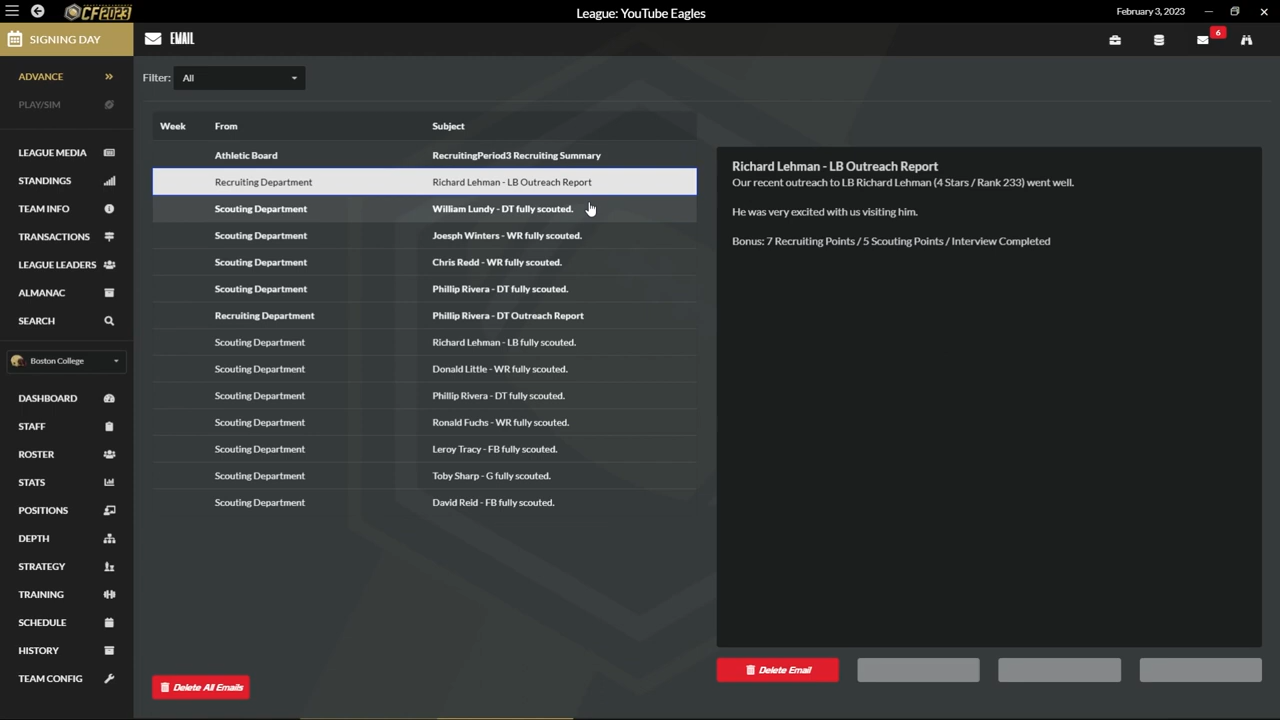 CF2023
League: YouTube Eagles
February 3, 2023
SIGNING DAY
EMAIL
6
ADVANCE
PLAY/SIM
LEAGUE MEDIA
STANDINGS
TEAM INFO
TRANSACTIONS
LEAGUE LEADERS
ALMANAC
SEARCH
Boston College
DASHBOARD
STAFF
ROSTER
STATS
POSITIONS
DEPTH
STRATEGY
TRAINING
SCHEDULE
HISTORY
TEAM CONFIG
Filter: All
Week From Subject
Athletic Board RecruitingPeriod3 Recruiting Summary
Recruiting Department Richard Lehman - LB Outreach Report
Scouting Department William Lundy - DT fully scouted.
Scouting Department Joesph Winters - WR fully scouted.
Scouting Department Chris Redd - WR fully scouted.
Scouting Department Phillip Rivera - DT fully scouted.
Recruiting Department Phillip Rivera - DT Outreach Report
Scouting Department Richard Lehman - LB fully scouted.
Scouting Department Donald Little - WR fully scouted.
Scouting Department Phillip Rivera - DT fully scouted.
Scouting Department Ronald Fuchs - WR fully scouted.
Scouting Department Leroy Tracy - FB fully scouted.
Scouting Department Toby Sharp - G fully scouted.
Scouting Department David Reid - FB fully scouted.
Delete All Emails
Richard Lehman - LB Outreach Report
Our recent outreach to LB Richard Lehman (4 Stars / Rank 233) went well.
He was very excited with us visiting him.
Bonus: 7 Recruiting Points / 5 Scouting Points / Interview Completed
Delete Email